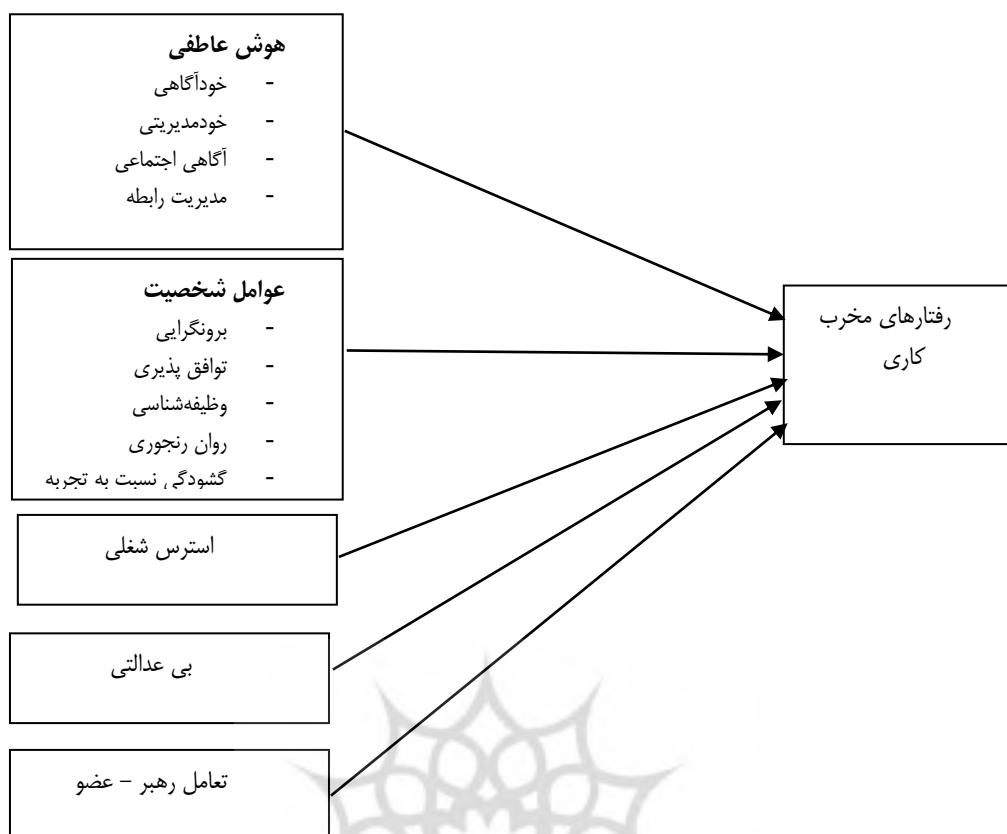 هوش عاطفی
- خودآگاهی
- خودمدیریتی
- آگاهی اجتماعی
- مدیریت رابطه
عوامل شخصیت
- برونگرایی
- توافق پذیری
- وظیفه‌شناسی
- روان رنجوری
- گشودگی نسبت به تجربه
استرس شغلی
بی عدالتی
تعامل رهبر – عضو
رفتارهای مخرب
کاری